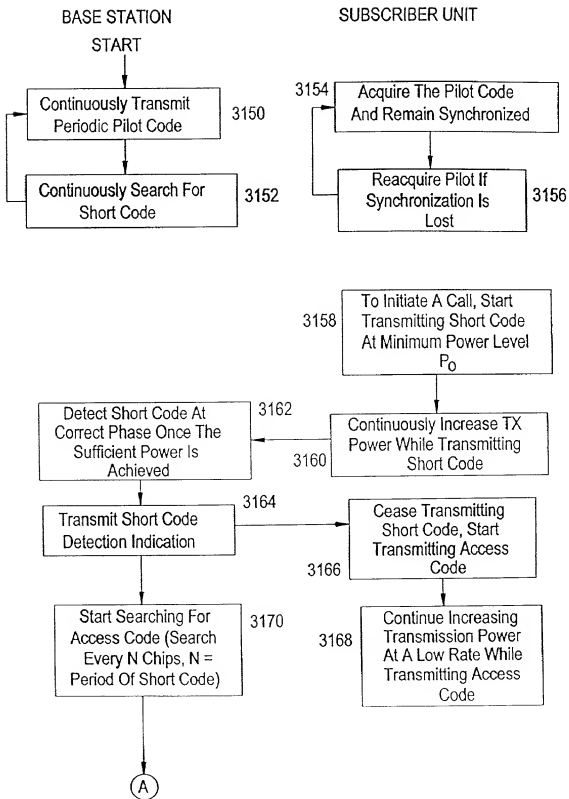 BASE STATION
SUBSCRIBER UNIT
START
Continuously Transmit
Periodic Pilot Code
3150
Continuously Search For
Short Code
3152
3154
Acquire The Pilot Code
And Remain Synchronized
Reacquire Pilot If
Synchronization Is
Lost
3156
3158
To Initiate A Call, Start
Transmitting Short Code
At Minimum Power Level
P0
Continuously Increase TX
Power While Transmitting
Short Code
3160
Detect Short Code At
Correct Phase Once The
Sufficient Power Is
Achieved
3162
Transmit Short Code
Detection Indication
3164
Cease Transmitting
Short Code, Start
Transmitting Access
Code
3166
Continue Increasing
Transmission Power
At A Low Rate While
Transmitting Access
Code
3168
Start Searching For
Access Code (Search
Every N Chips, N =
Period Of Short Code)
3170
A